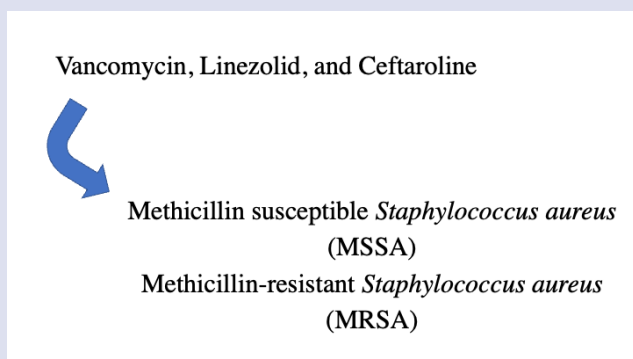 Vancomycin, Linezolid, and Ceftaroline
Methicillin susceptible Staphylococcus aureus
(MSSA)
Methicillin-resistant Staphylococcus aureus
(MRSA)